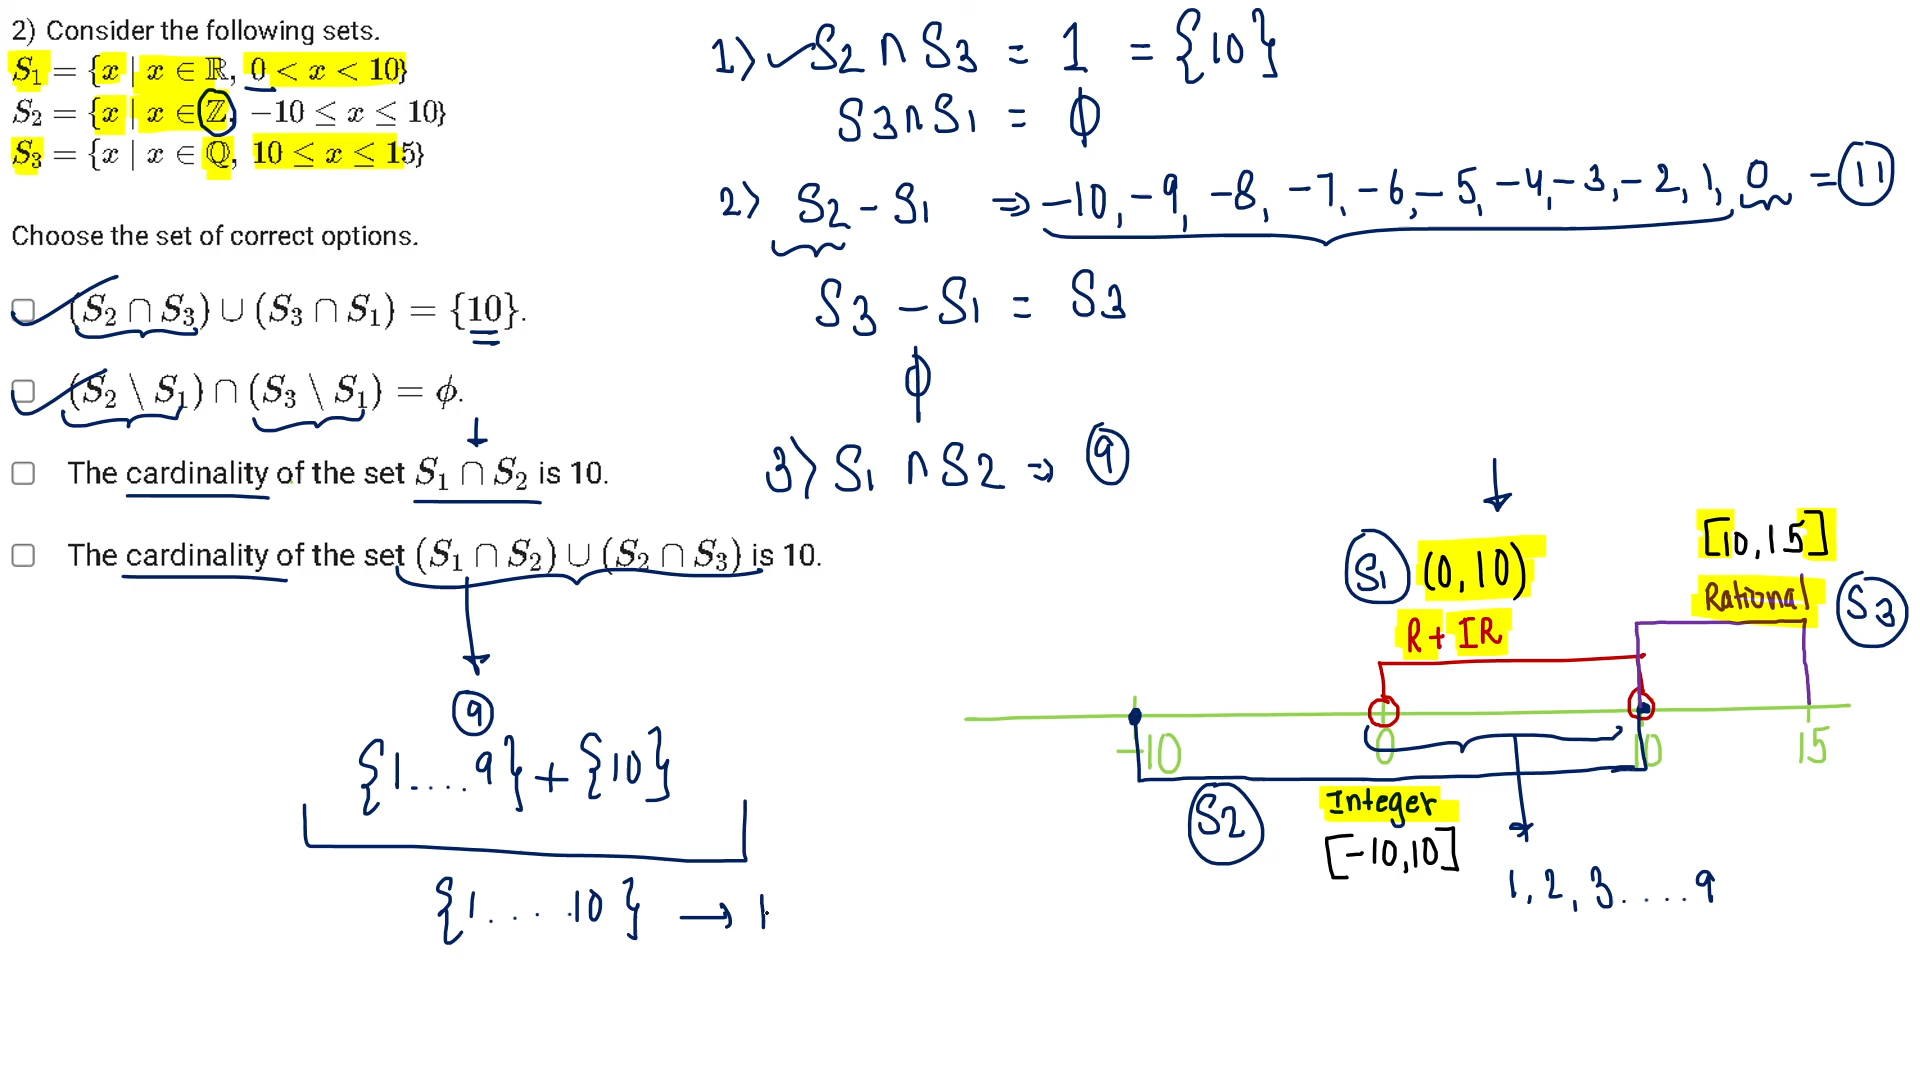 2) Consider the following sets.
S₁ = {x | x ∈ ℝ, 0 < x < 10}
S₂ = {x | x ∈ ℤ, −10 ≤ x ≤ 10}
S₃ = {x | x ∈ ℚ, 10 ≤ x ≤ 15}
Choose the set of correct options.
(S₂ ∩ S₃) ∪ (S₃ ∩ S₁) = {10}.
(S₂ \ S₁) ∩ (S₃ \ S₁) = ϕ.
The cardinality of the set S₁ ∩ S₂ is 10.
The cardinality of the set (S₁ ∩ S₂) ∪ (S₂ ∩ S₃) is 10.
9
{1....9} + {10}
{1....10} → 1
1) S2 ∩ S3 = 1 = {10}
S3 ∩ S1 = ϕ
2) S2 - S1 ⇒ -10, -9, -8, -7, -6, -5, -4, -3, -2, 1, 0 = 11
S3 - S1 = S3
ϕ
3) S1 ∩ S2 ⇒ 9
S1 (0, 10)
R + IR
[10, 15]
Rational S3
-10 0 10 15
S2 Integer
[-10, 10]
1, 2, 3.....9